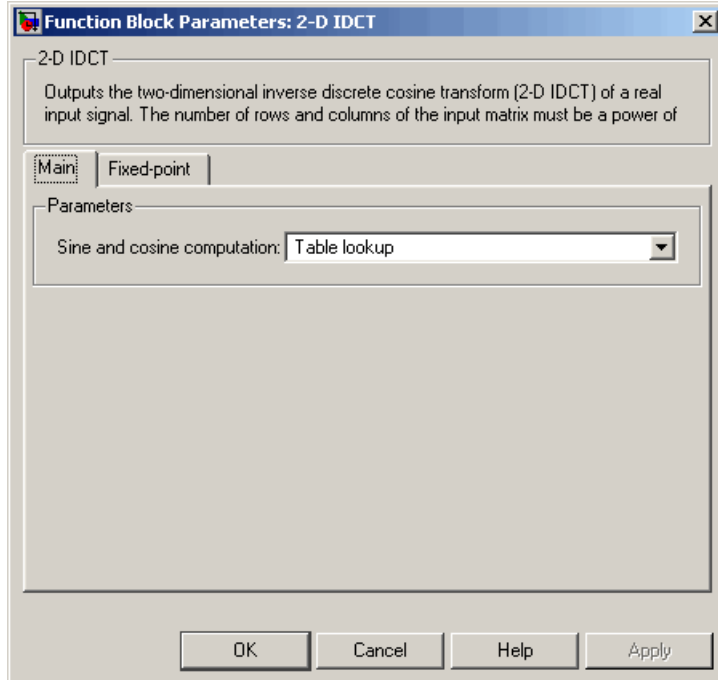 Function Block Parameters: 2-D IDCT
2-D IDCT
Outputs the two-dimensional inverse discrete cosine transform (2-D IDCT) of a real
input signal. The number of rows and columns of the input matrix must be a power of
Main Fixed-point
Parameters
Sine and cosine computation: Table lookup
OK Cancel Help Apply